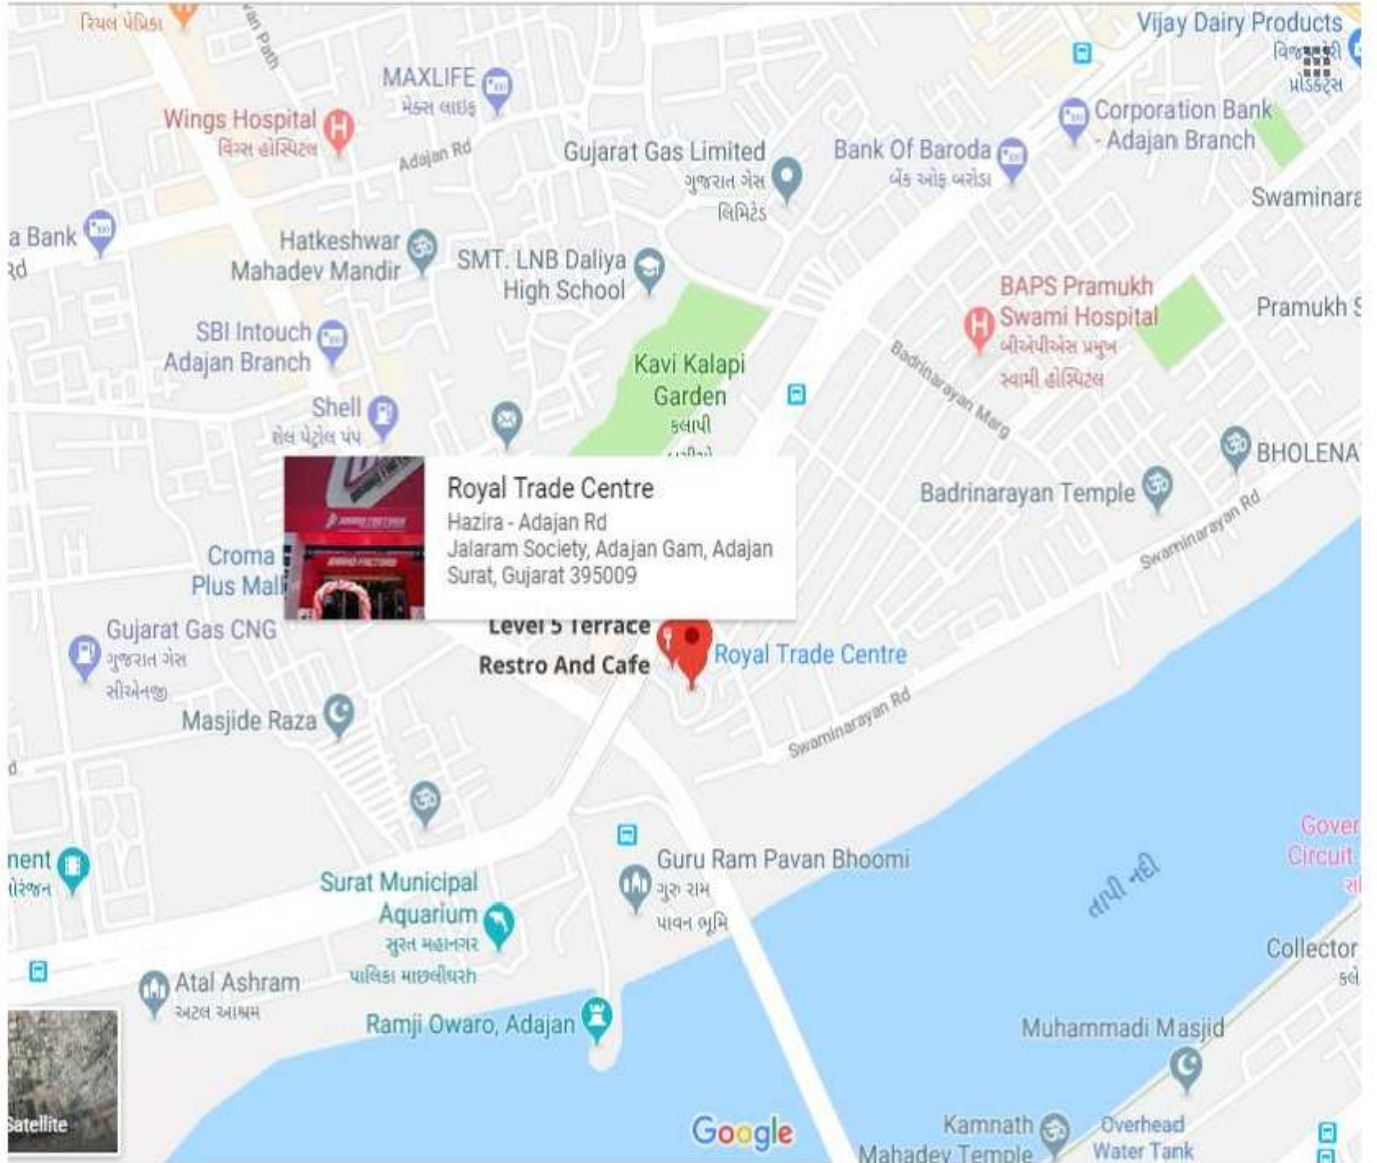 રિયલ પેપ્રિકા
van Path
Vijay Dairy Products
પ્રોડક્ટ્સ
MAXLIFE
મેક્સ લાઇફ
Wings Hospital
વિંગ્સ હોસ્પિટલ
Adajan Rd
Gujarat Gas Limited
ગુજરાત ગેસ
લિમિટેડ
Bank Of Baroda
બેંક ઓફ બરોડા
Corporation Bank
- Adajan Branch
Swaminara
a Bank
Rd
Hatkeshwar
Mahadev Mandir
SMT. LNB Daliya
High School
BAPS Pramukh
Swami Hospital
બીએપીએસ પ્રમુખ
સ્વામી હોસ્પિટલ
Pramukh S
SBI Intouch
Adajan Branch
Kavi Kalapi
Garden
કલાપી
Badrinarayan Marg
Shell
શેલ પેટ્રોલ પંપ
BHOLENA
Badrinarayan Temple
Swaminarayan Rd
Royal Trade Centre
Hazira - Adajan Rd
Jalaram Society, Adajan Gam, Adajan
Surat, Gujarat 395009
Croma
Plus Mall
Level 5 Terrace
Restro And Cafe
Royal Trade Centre
Gujarat Gas CNG
ગુજરાત ગેસ
સીએનજી
Masjide Raza
Swaminarayan Rd
d
nent
ોરંજન
Guru Ram Pavan Bhoomi
ગુરુ રામ
પાવન ભૂમિ
Gover
Circuit
Surat Municipal
Aquarium
સુરત મહાનગર
પાલિકા માછલીઘરh
તાપી નદી
Collector
કલે
Atal Ashram
અટલ આશ્રમ
Ramji Owaro, Adajan
Muhammadi Masjid
Satellite
Google
Kamnath
Mahadev Temple
Overhead
Water Tank